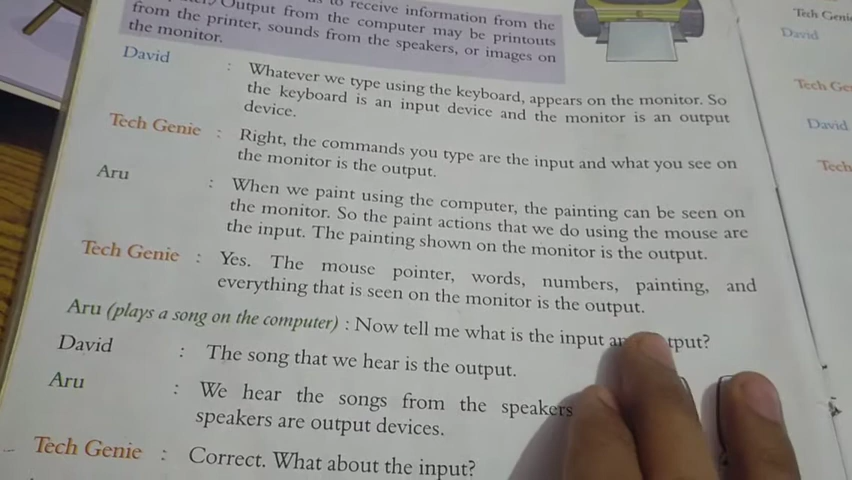 to receive information from the
Output from the computer may be printouts
from the printer, sounds from the speakers, or images on
the monitor.
David : Whatever we type using the keyboard, appears on the monitor. So
the keyboard is an input device and the monitor is an output
device.
Tech Genie : Right, the commands you type are the input and what you see on
the monitor is the output.
Aru : When we paint using the computer, the painting can be seen on
the monitor. So the paint actions that we do using the mouse are
the input. The painting shown on the monitor is the output.
Tech Genie : Yes. The mouse pointer, words, numbers, painting, and
everything that is seen on the monitor is the output.
Aru (plays a song on the computer) : Now tell me what is the input
David : The song that we hear is the output.
Aru : We hear the songs from the speakers
speakers are output devices.
Tech Genie : Correct. What about the input?
Tech Genie
David
Tech
David
Tech